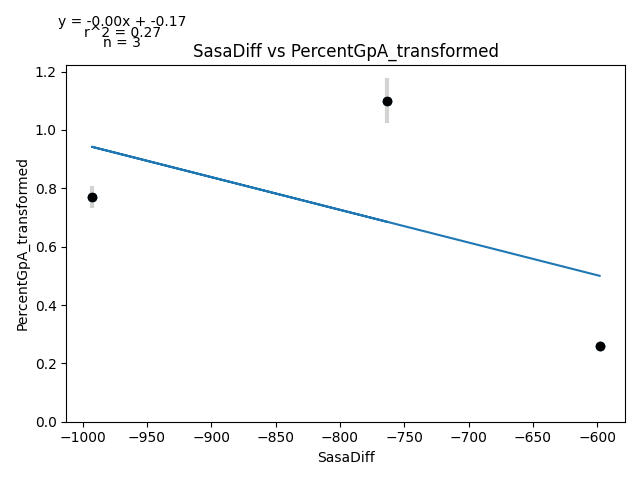 y = -0.00x + -0.17
r^2 = 0.27
n = 3
SasaDiff vs PercentGpA_transformed
1.2
1.0
0.8
0.6
0.4
0.2
0.0
PercentGpA_transformed
−1000 −950 −900 −850 −800 −750 −700 −650 −600
SasaDiff